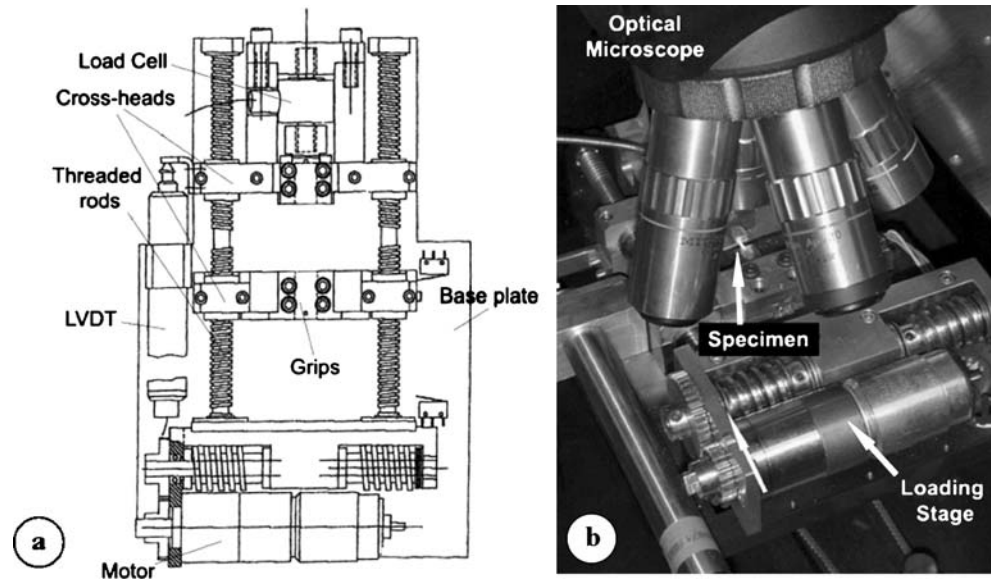 Load Cell
Cross-heads
Threaded
rods
LVDT
Base plate
Grips
Motor
a
Optical
Microscope
Specimen
Loading
Stage
b